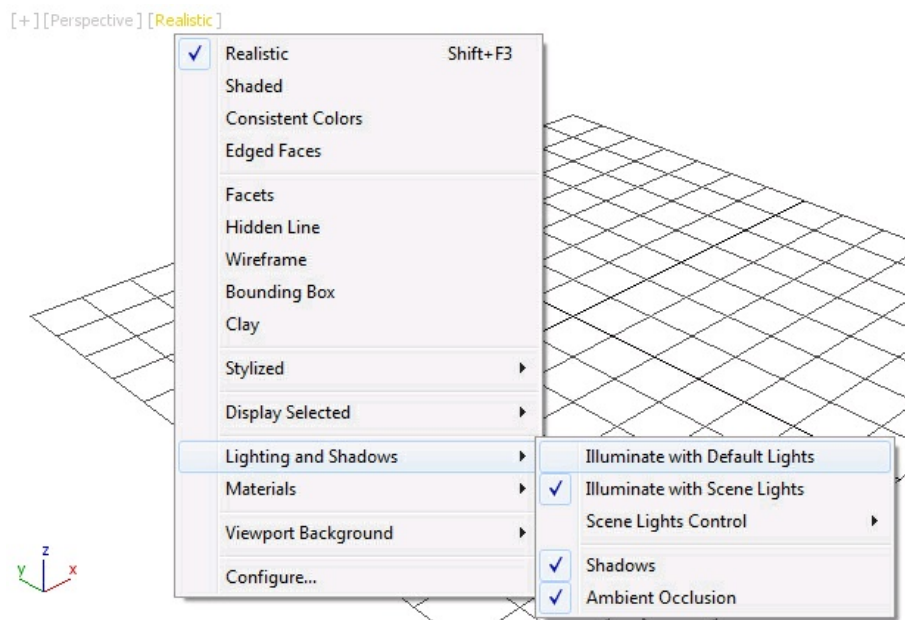 [+][Perspective][Realistic]
Realistic Shift+F3
Shaded
Consistent Colors
Edged Faces
Facets
Hidden Line
Wireframe
Bounding Box
Clay
Stylized
Display Selected
Lighting and Shadows
Materials
Viewport Background
Configure...
Illuminate with Default Lights
Illuminate with Scene Lights
Scene Lights Control
Shadows
Ambient Occlusion
z
y
x